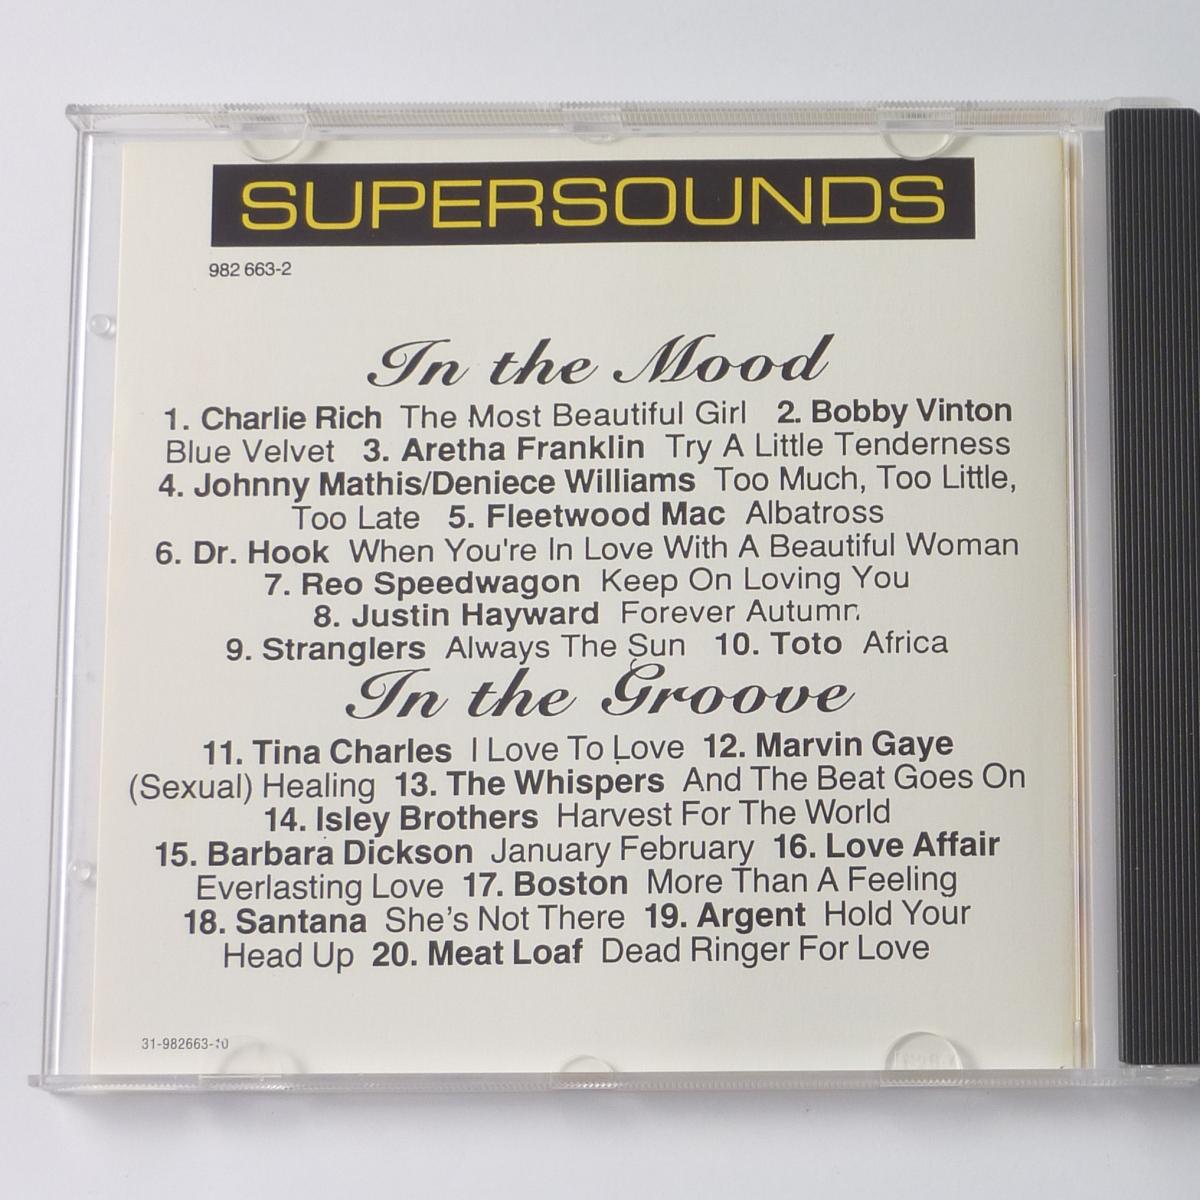 SUPERSOUNDS
982 663-2
In the Mood
1. Charlie Rich The Most Beautiful Girl 2. Bobby Vinton
Blue Velvet 3. Aretha Franklin Try A Little Tenderness
4. Johnny Mathis/Deniece Williams Too Much, Too Little,
Too Late 5. Fleetwood Mac Albatross
6. Dr. Hook When You're In Love With A Beautiful Woman
7. Reo Speedwagon Keep On Loving You
8. Justin Hayward Forever Autumn
9. Stranglers Always The Sun 10. Toto Africa
In the Groove
11. Tina Charles I Love To Love 12. Marvin Gaye
(Sexual) Healing 13. The Whispers And The Beat Goes On
14. Isley Brothers Harvest For The World
15. Barbara Dickson January February 16. Love Affair
Everlasting Love 17. Boston More Than A Feeling
18. Santana She's Not There 19. Argent Hold Your
Head Up 20. Meat Loaf Dead Ringer For Love
31-982663-10